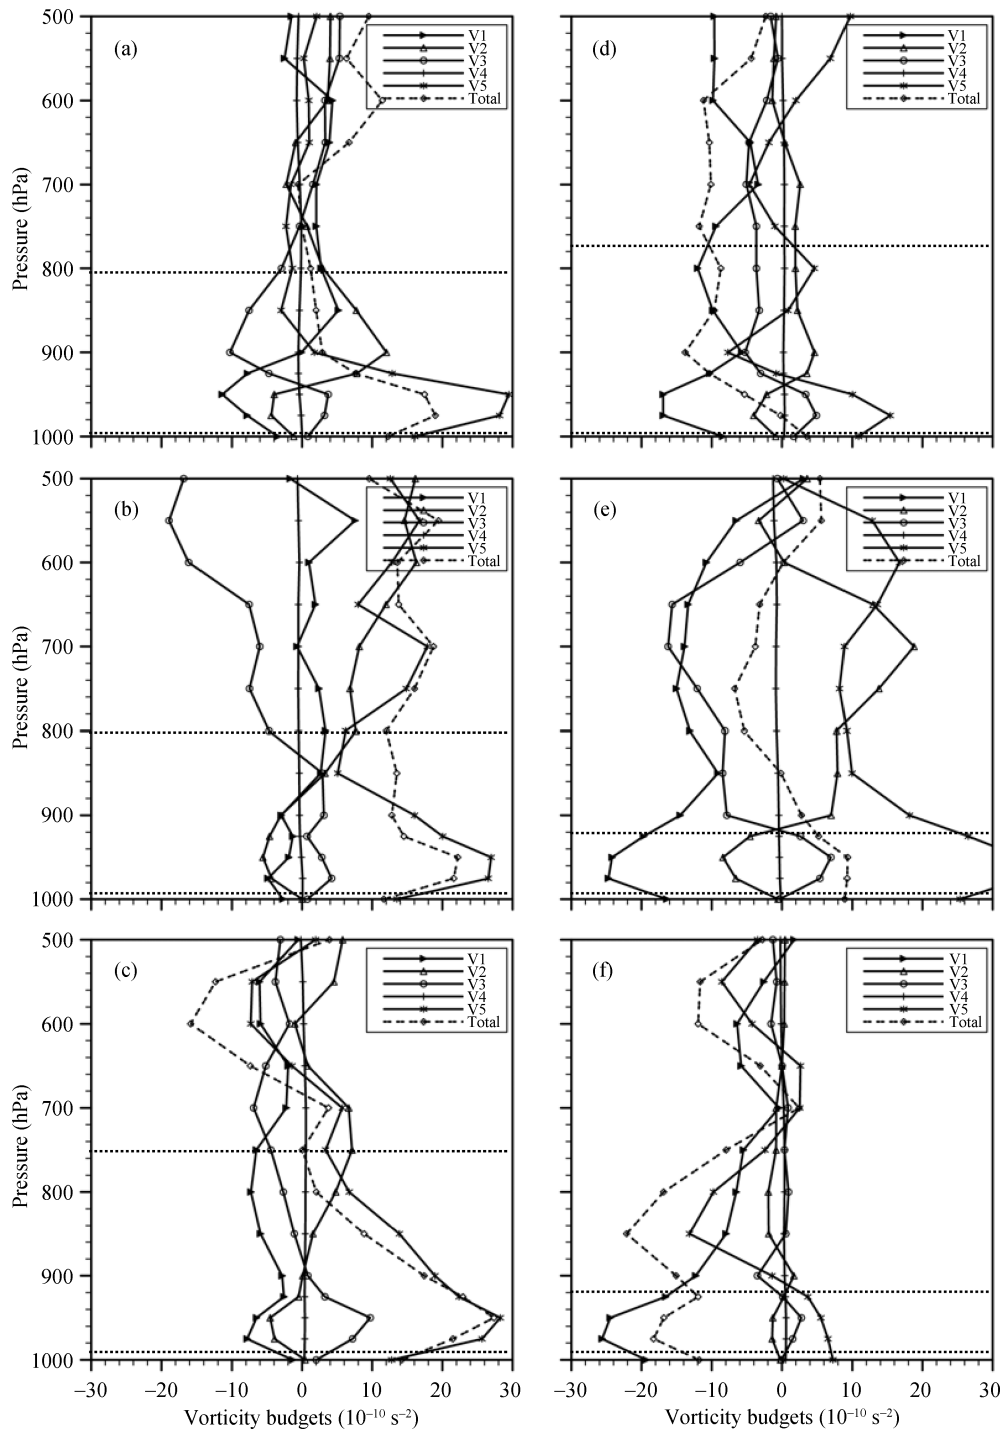 500
600
700
800
900
1000
Pressure (hPa)
(a)
V1
V2
V3
V4
V5
Total
(d)
V1
V2
V3
V4
V5
Total
500
600
700
800
900
1000
Pressure (hPa)
(b)
V1
V2
V3
V4
V5
Total
(e)
V1
V2
V3
V4
V5
Total
500
600
700
800
900
1000
Pressure (hPa)
(c)
V1
V2
V3
V4
V5
Total
(f)
V1
V2
V3
V4
V5
Total
−30 −20 −10 0 10 20 30
Vorticity budgets (10⁻¹⁰ s⁻²)
−30 −20 −10 0 10 20 30
Vorticity budgets (10⁻¹⁰ s⁻²)